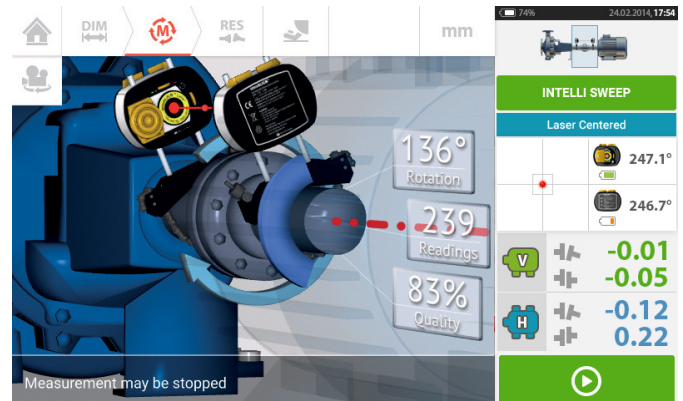 DIM
M
RES
mm
74%
24.02.2014, 17:54
INTELLI SWEEP
Laser Centered
247.1°
246.7°
136°
Rotation
239
Readings
83%
Quality
V
-0.01
-0.05
H
-0.12
0.22
Measurement may be stopped